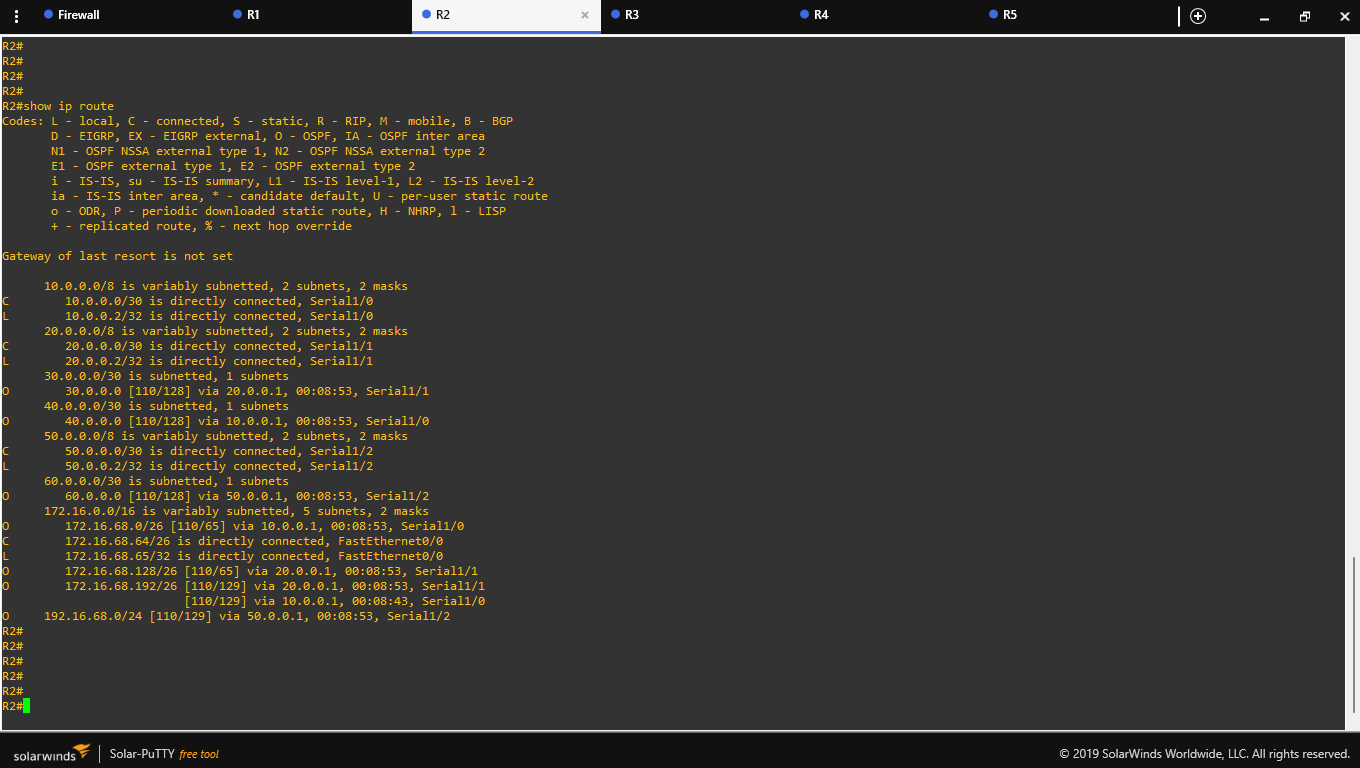 Firewall R1 R2 R3 R4 R5
R2#
R2#
R2#
R2#
R2#show ip route
Codes: L - local, C - connected, S - static, R - RIP, M - mobile, B - BGP
       D - EIGRP, EX - EIGRP external, O - OSPF, IA - OSPF inter area
       N1 - OSPF NSSA external type 1, N2 - OSPF NSSA external type 2
       E1 - OSPF external type 1, E2 - OSPF external type 2
       i - IS-IS, su - IS-IS summary, L1 - IS-IS level-1, L2 - IS-IS level-2
       ia - IS-IS inter area, * - candidate default, U - per-user static route
       o - ODR, P - periodic downloaded static route, H - NHRP, l - LISP
       + - replicated route, % - next hop override
Gateway of last resort is not set
      10.0.0.0/8 is variably subnetted, 2 subnets, 2 masks
C        10.0.0.0/30 is directly connected, Serial1/0
L        10.0.0.2/32 is directly connected, Serial1/0
      20.0.0.0/8 is variably subnetted, 2 subnets, 2 masks
C        20.0.0.0/30 is directly connected, Serial1/1
L        20.0.0.2/32 is directly connected, Serial1/1
      30.0.0.0/30 is subnetted, 1 subnets
O        30.0.0.0 [110/128] via 20.0.0.1, 00:08:53, Serial1/1
      40.0.0.0/30 is subnetted, 1 subnets
O        40.0.0.0 [110/128] via 10.0.0.1, 00:08:53, Serial1/0
      50.0.0.0/8 is variably subnetted, 2 subnets, 2 masks
C        50.0.0.0/30 is directly connected, Serial1/2
L        50.0.0.2/32 is directly connected, Serial1/2
      60.0.0.0/30 is subnetted, 1 subnets
O        60.0.0.0 [110/128] via 50.0.0.1, 00:08:53, Serial1/2
      172.16.0.0/16 is variably subnetted, 5 subnets, 2 masks
O        172.16.68.0/26 [110/65] via 10.0.0.1, 00:08:53, Serial1/0
C        172.16.68.64/26 is directly connected, FastEthernet0/0
L        172.16.68.65/32 is directly connected, FastEthernet0/0
O        172.16.68.128/26 [110/65] via 20.0.0.1, 00:08:53, Serial1/1
O        172.16.68.192/26 [110/129] via 20.0.0.1, 00:08:53, Serial1/1
                          [110/129] via 10.0.0.1, 00:08:43, Serial1/0
O     192.16.68.0/24 [110/129] via 50.0.0.1, 00:08:53, Serial1/2
R2#
R2#
R2#
R2#
R2#
R2#
solarwinds Solar-PuTTY free tool © 2019 SolarWinds Worldwide, LLC. All rights reserved.